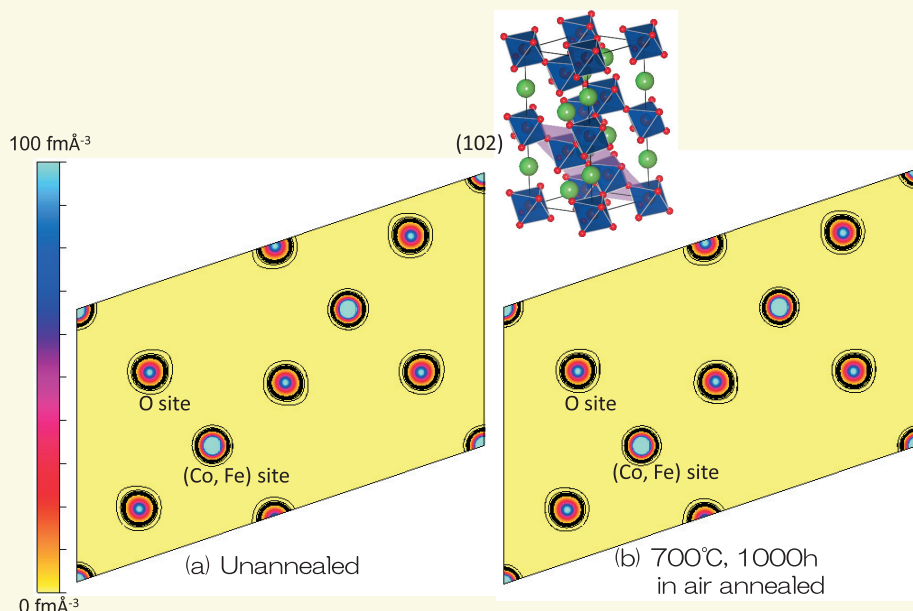 100 fmÅ⁻³
(102)
O site
(Co, Fe) site
(a) Unannealed
0 fmÅ⁻³
O site
(Co, Fe) site
(b) 700℃, 1000h
in air annealed